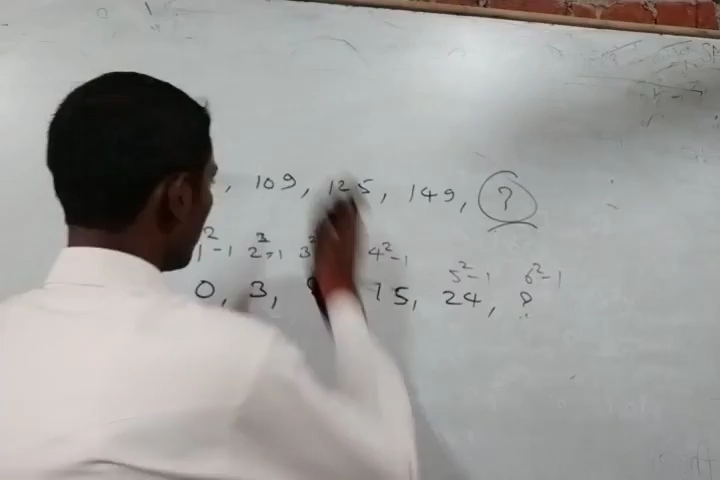 , 109, 125, 149, ?
1²-1 2²-1 3² 4²-1 5²-1 6²-1
0, 3, 15, 24, ?